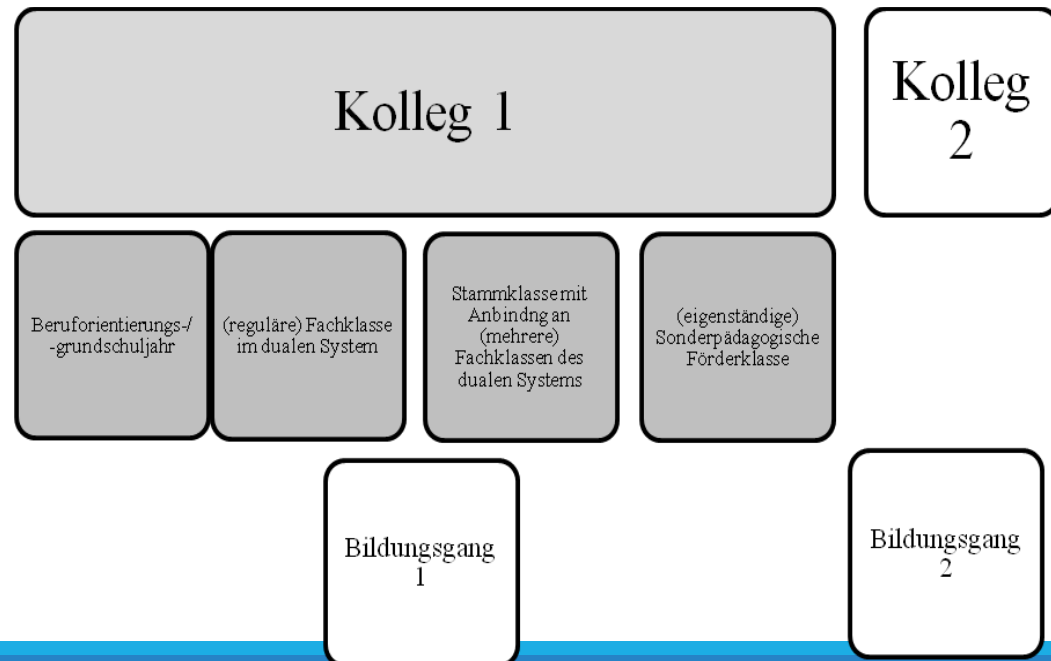 Kolleg 1
Kolleg
2
Beruforientierungs-/
-grundschuljahr
(reguläre) Fachklasse
im dualen System
Stammklasse mit
Anbindng an
(mehrere)
Fachklassen des
dualen Systems
(eigenständige)
Sonderpädagogische
Förderklasse
Bildungsgang
1
Bildungsgang
2